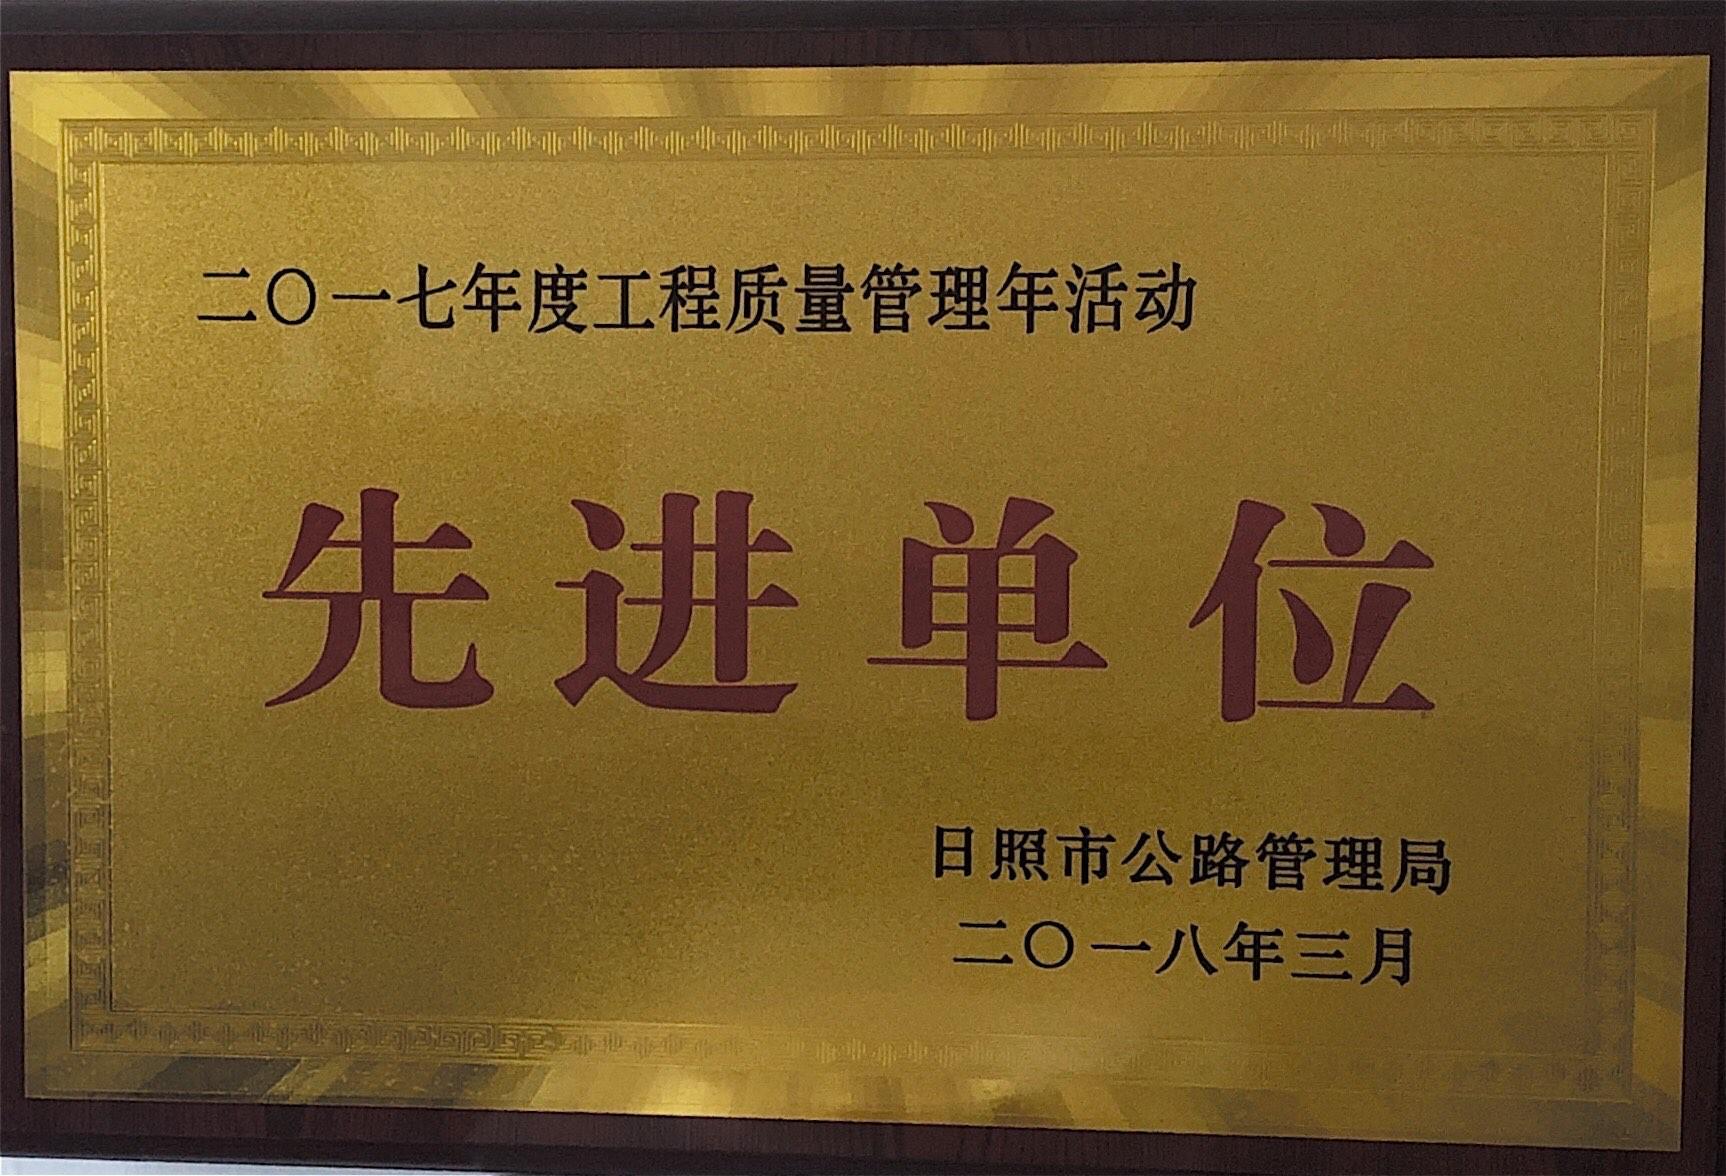 二〇一七年度工程质量管理年活动
先进单位
日照市公路管理局
二〇一八年三月